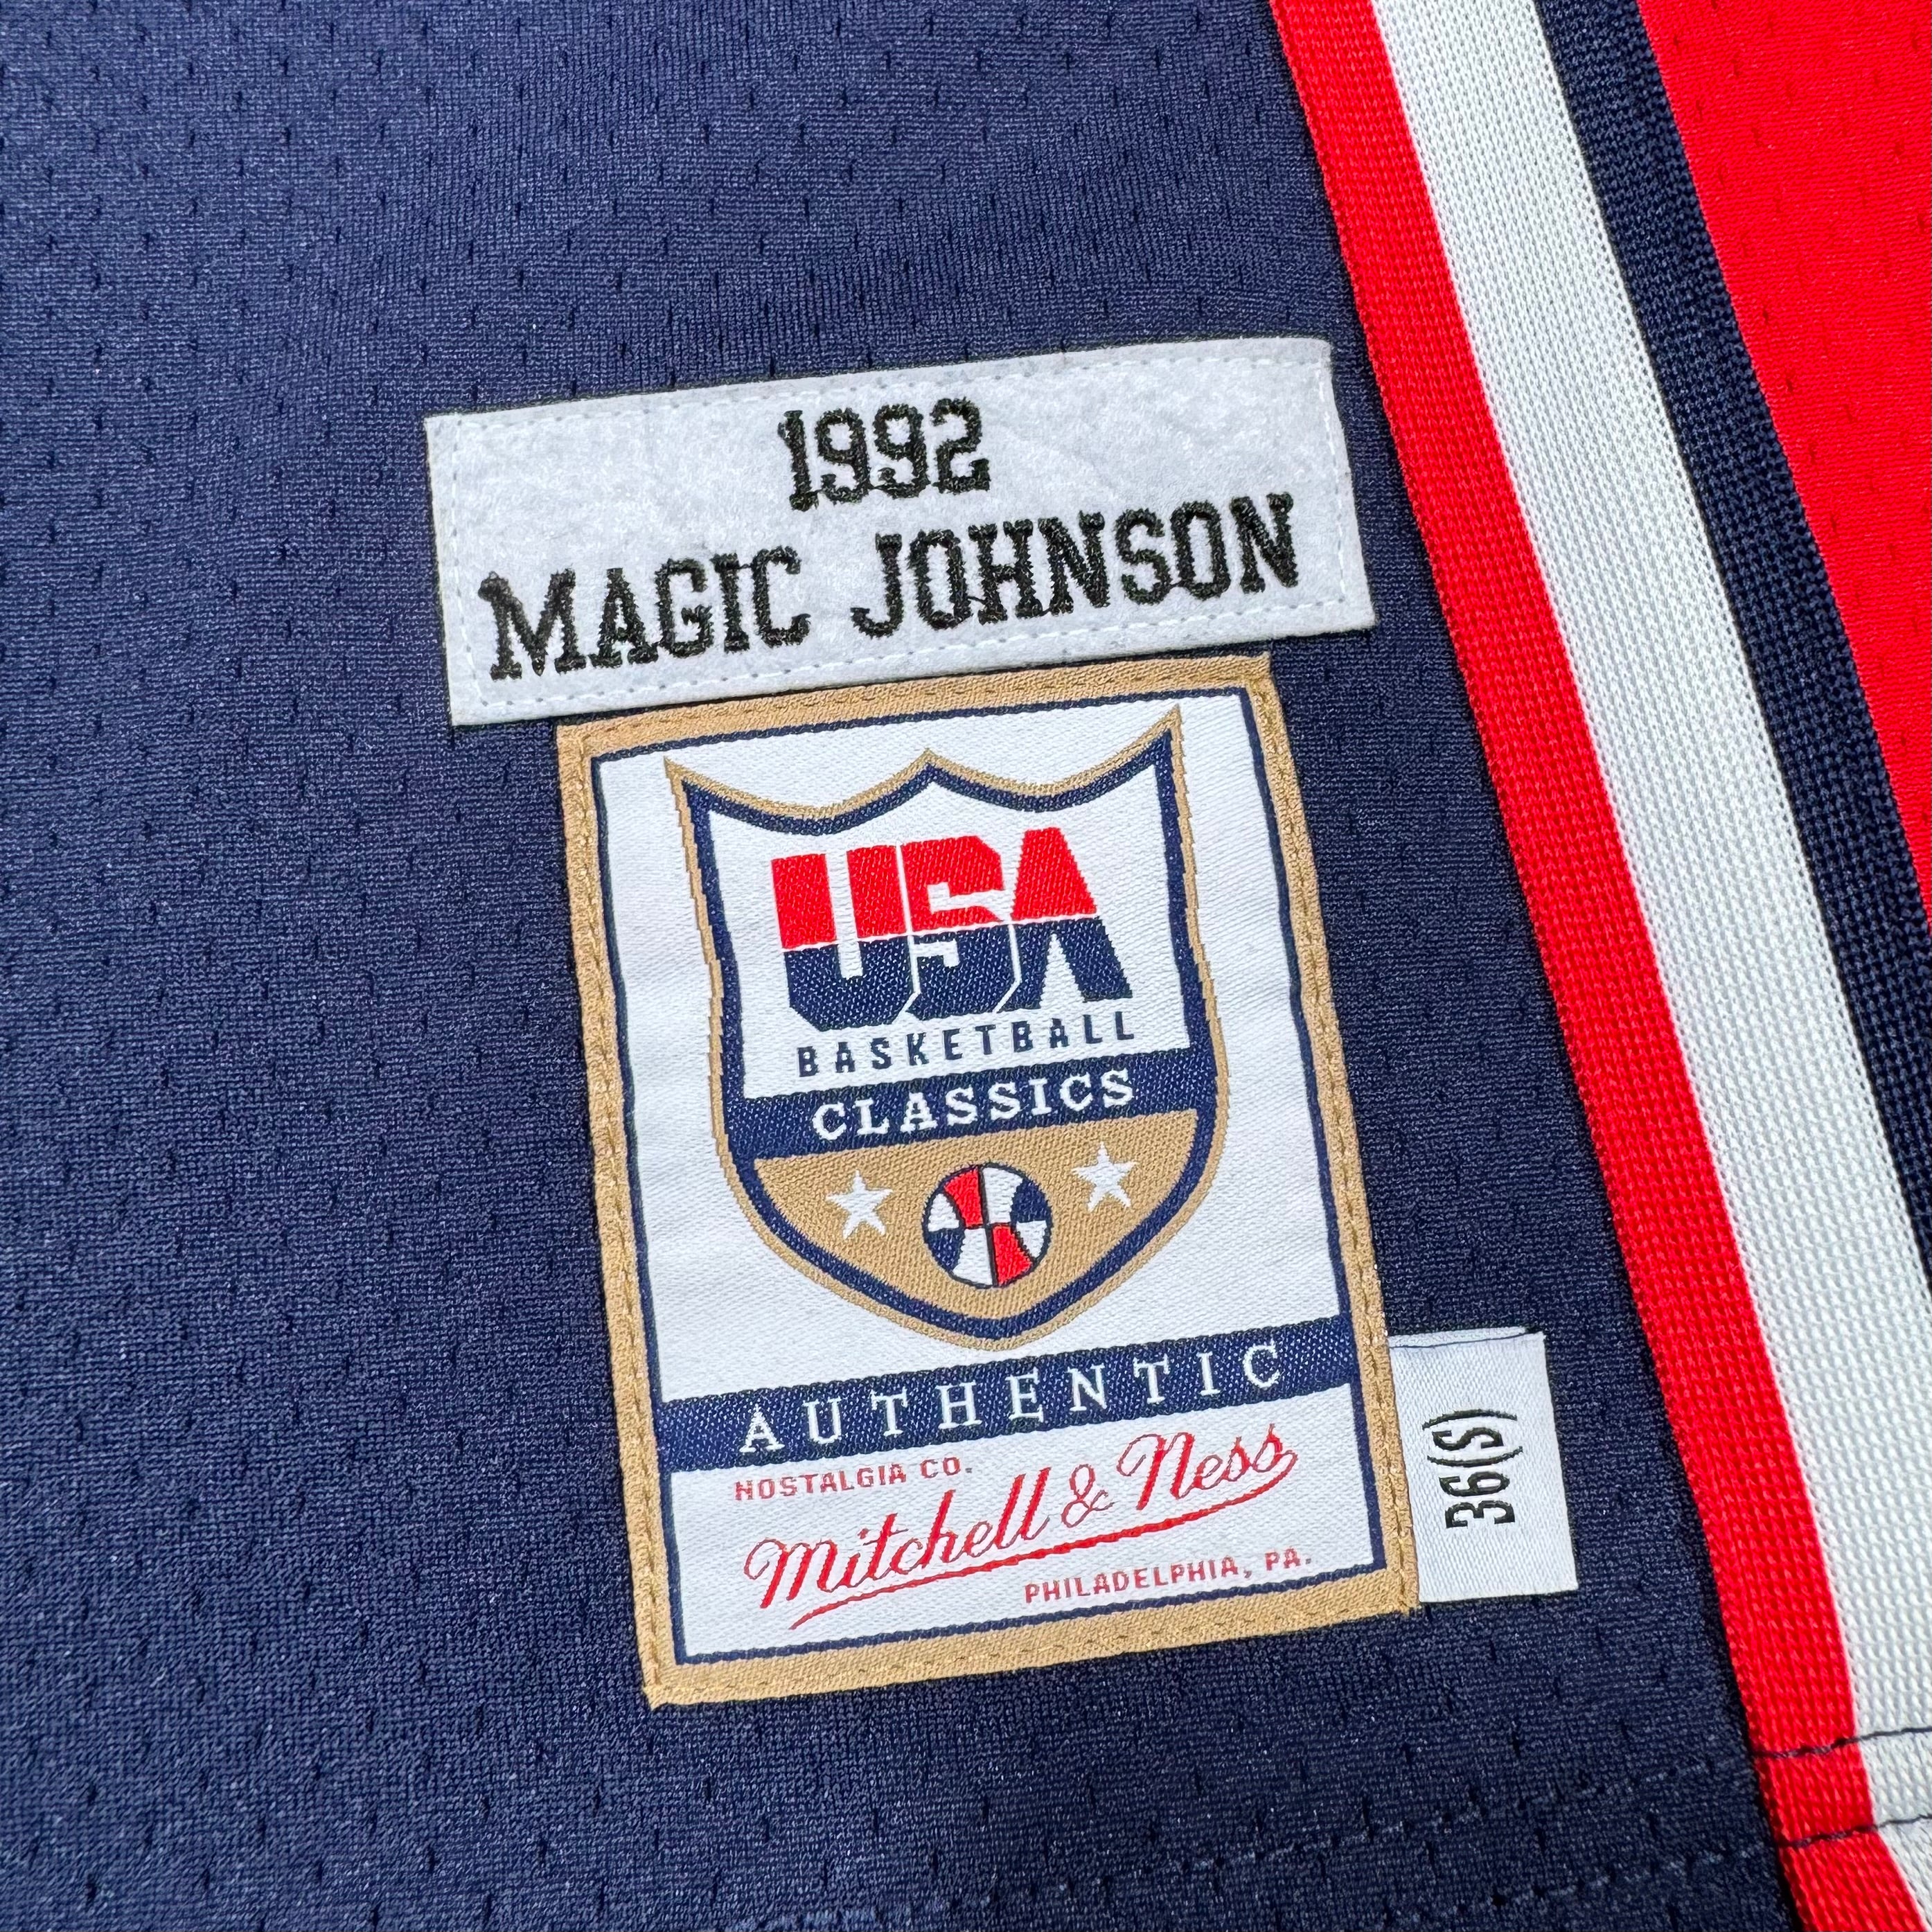 1992
MAGIC JOHNSON
USA
BASKETBALL
CLASSICS
AUTHENTIC
NOSTALGIA CO.
Mitchell & Ness
PHILADELPHIA, PA.
36(S)